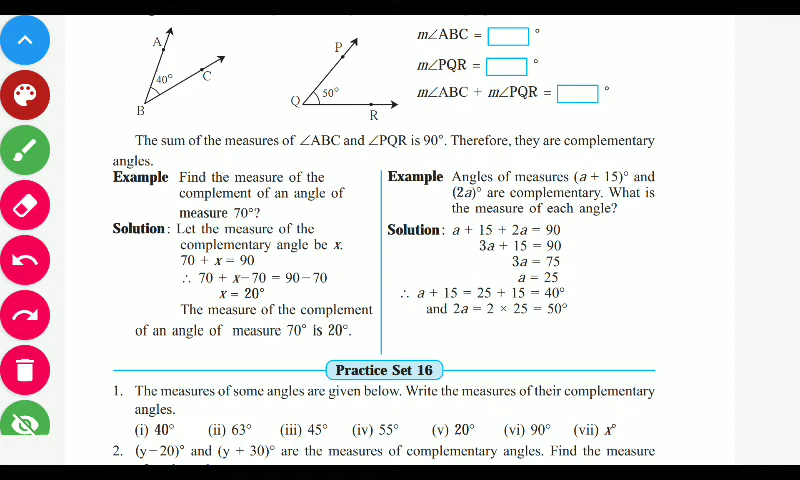 A
40°
C
B
P
50°
Q
R
m∠ABC = °
m∠PQR = °
m∠ABC + m∠PQR = °
The sum of the measures of ∠ABC and ∠PQR is 90°. Therefore, they are complementary
angles.
Example Find the measure of the
complement of an angle of
measure 70°?
Solution : Let the measure of the
complementary angle be x.
70 + x = 90
∴ 70 + x − 70 = 90 − 70
x = 20°
The measure of the complement
of an angle of measure 70° is 20°.
Example Angles of measures (a + 15)° and
(2a)° are complementary. What is
the measure of each angle?
Solution : a + 15 + 2a = 90
3a + 15 = 90
3a = 75
a = 25
∴ a + 15 = 25 + 15 = 40°
and 2a = 2 × 25 = 50°
Practice Set 16
1. The measures of some angles are given below. Write the measures of their complementary
angles.
(i) 40° (ii) 63° (iii) 45° (iv) 55° (v) 20° (vi) 90° (vii) x°
2. (y − 20)° and (y + 30)° are the measures of complementary angles. Find the measure